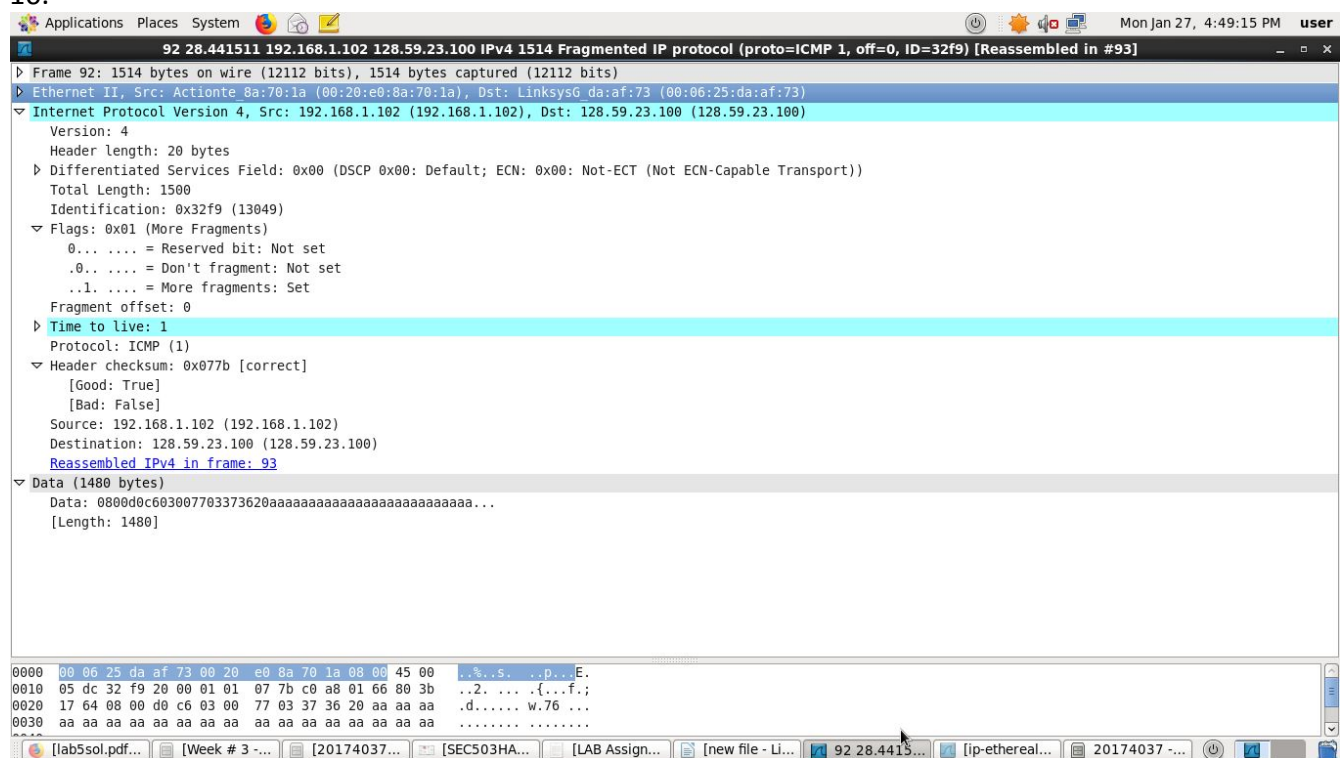 10.
Applications Places System Mon Jan 27, 4:49:15 PM user
92 28.441511 192.168.1.102 128.59.23.100 IPv4 1514 Fragmented IP protocol (proto=ICMP 1, off=0, ID=32f9) [Reassembled in #93]
Frame 92: 1514 bytes on wire (12112 bits), 1514 bytes captured (12112 bits)
Ethernet II, Src: Actionte_8a:70:1a (00:20:e0:8a:70:1a), Dst: LinksysG_da:af:73 (00:06:25:da:af:73)
Internet Protocol Version 4, Src: 192.168.1.102 (192.168.1.102), Dst: 128.59.23.100 (128.59.23.100)
Version: 4
Header length: 20 bytes
Differentiated Services Field: 0x00 (DSCP 0x00: Default; ECN: 0x00: Not-ECT (Not ECN-Capable Transport))
Total Length: 1500
Identification: 0x32f9 (13049)
Flags: 0x01 (More Fragments)
0... .... = Reserved bit: Not set
.0.. .... = Don't fragment: Not set
..1. .... = More fragments: Set
Fragment offset: 0
Time to live: 1
Protocol: ICMP (1)
Header checksum: 0x077b [correct]
[Good: True]
[Bad: False]
Source: 192.168.1.102 (192.168.1.102)
Destination: 128.59.23.100 (128.59.23.100)
Reassembled IPv4 in frame: 93
Data (1480 bytes)
Data: 0800d0c603007703373620aaaaaaaaaaaaaaaaaaaaaaaaaa...
[Length: 1480]
0000 00 06 25 da af 73 00 20 e0 8a 70 1a 08 00 45 00 ..%..s. ..p...E.
0010 05 dc 32 f9 20 00 01 01 07 7b c0 a8 01 66 80 3b ..2. .... .{...f.;
0020 17 64 08 00 d0 c6 03 00 77 03 37 36 20 aa aa aa .d...... w.76 ...
0030 aa aa aa aa aa aa aa aa aa aa aa aa aa aa aa aa ........ ........
[lab5sol.pdf... [Week # 3 -... [20174037... [SEC503HA... [LAB Assign... [new file - Li... 92 28.4415... [ip-ethereal... 20174037 -...